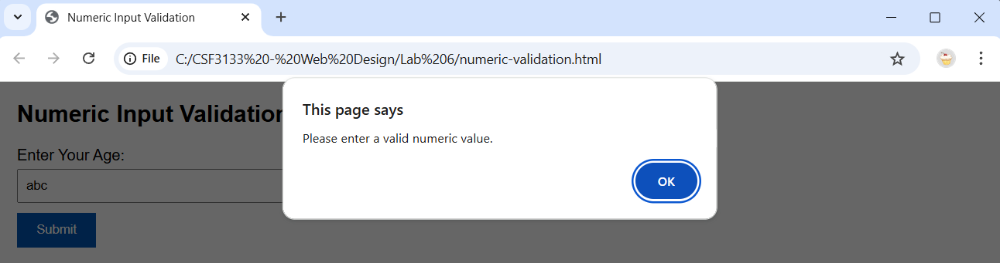 Numeric Input Validation
File
C:/CSF3133%20-%20Web%20Design/Lab%206/numeric-validation.html
This page says
Please enter a valid numeric value.
OK
Numeric Input Validation
Enter Your Age:
abc
Submit